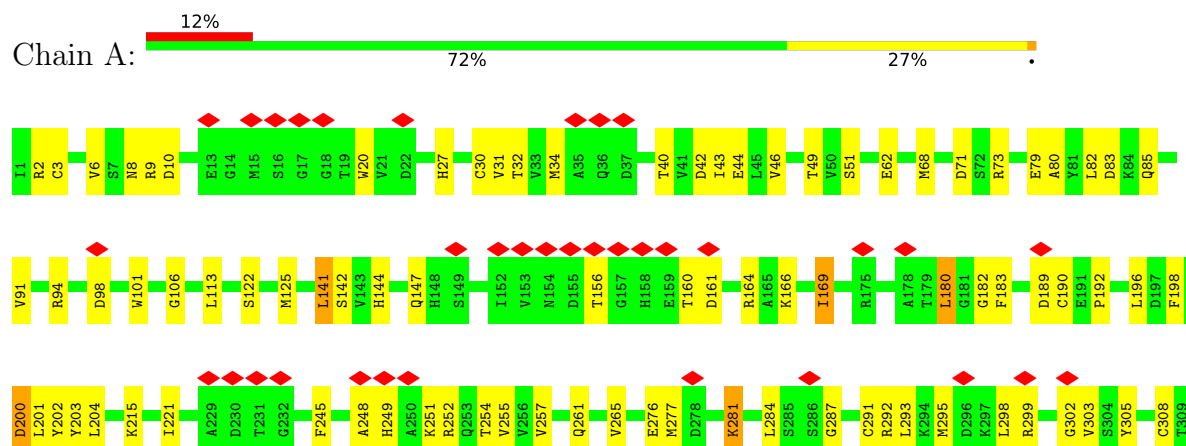 12%
Chain A:
72% 27% •
I1 R2 C3 V6 S7 N8 R9 D10 E13 G14 M15 S16 G17 G18 T19 W20 V21 D22 H27 C30 V31 T32 V33 M34 A35 Q36 D37 T40 V41 D42 I43 E44 L45 V46 T49 V50 S51 E62 M68 D71 S72 R73 E79 A80 Y81 L82 D83 K84 Q85
V91 R94 D98 W101 G106 L113 S122 M125 L141 S142 V143 H144 Q147 H148 S149 I152 V153 N154 D155 T156 G157 H158 E159 T160 D161 R164 A165 K166 I169 R175 A178 T179 L180 G181 G182 F183 D189 C190 E191 P192 L196 D197 F198
D200 L201 Y202 Y203 L204 K215 I221 A229 D230 T231 G232 F245 A248 H249 A250 K251 R252 Q253 T254 V255 V256 V257 Q261 V265 E276 M277 D278 K281 L284 S285 S286 G287 C291 R292 L293 K294 M295 D296 K297 L298 R299 G302 V303 S304 Y305 C308 T309